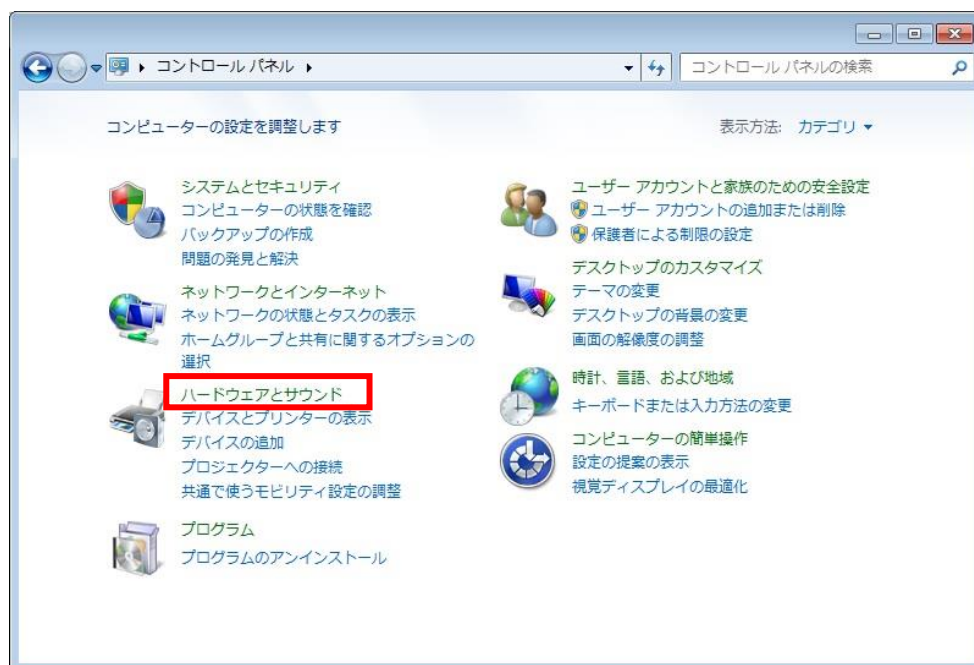 コントロール パネル
コントロール パネルの検索
コンピューターの設定を調整します
表示方法: カテゴリ
システムとセキュリティ
コンピューターの状態を確認
バックアップの作成
問題の発見と解決
ネットワークとインターネット
ネットワークの状態とタスクの表示
ホームグループと共有に関するオプションの
選択
ハードウェアとサウンド
デバイスとプリンターの表示
デバイスの追加
プロジェクターへの接続
共通で使うモビリティ設定の調整
プログラム
プログラムのアンインストール
ユーザー アカウントと家族のための安全設定
ユーザー アカウントの追加または削除
保護者による制限の設定
デスクトップのカスタマイズ
テーマの変更
デスクトップの背景の変更
画面の解像度の調整
時計、言語、および地域
キーボードまたは入力方法の変更
コンピューターの簡単操作
設定の提案の表示
視覚ディスプレイの最適化